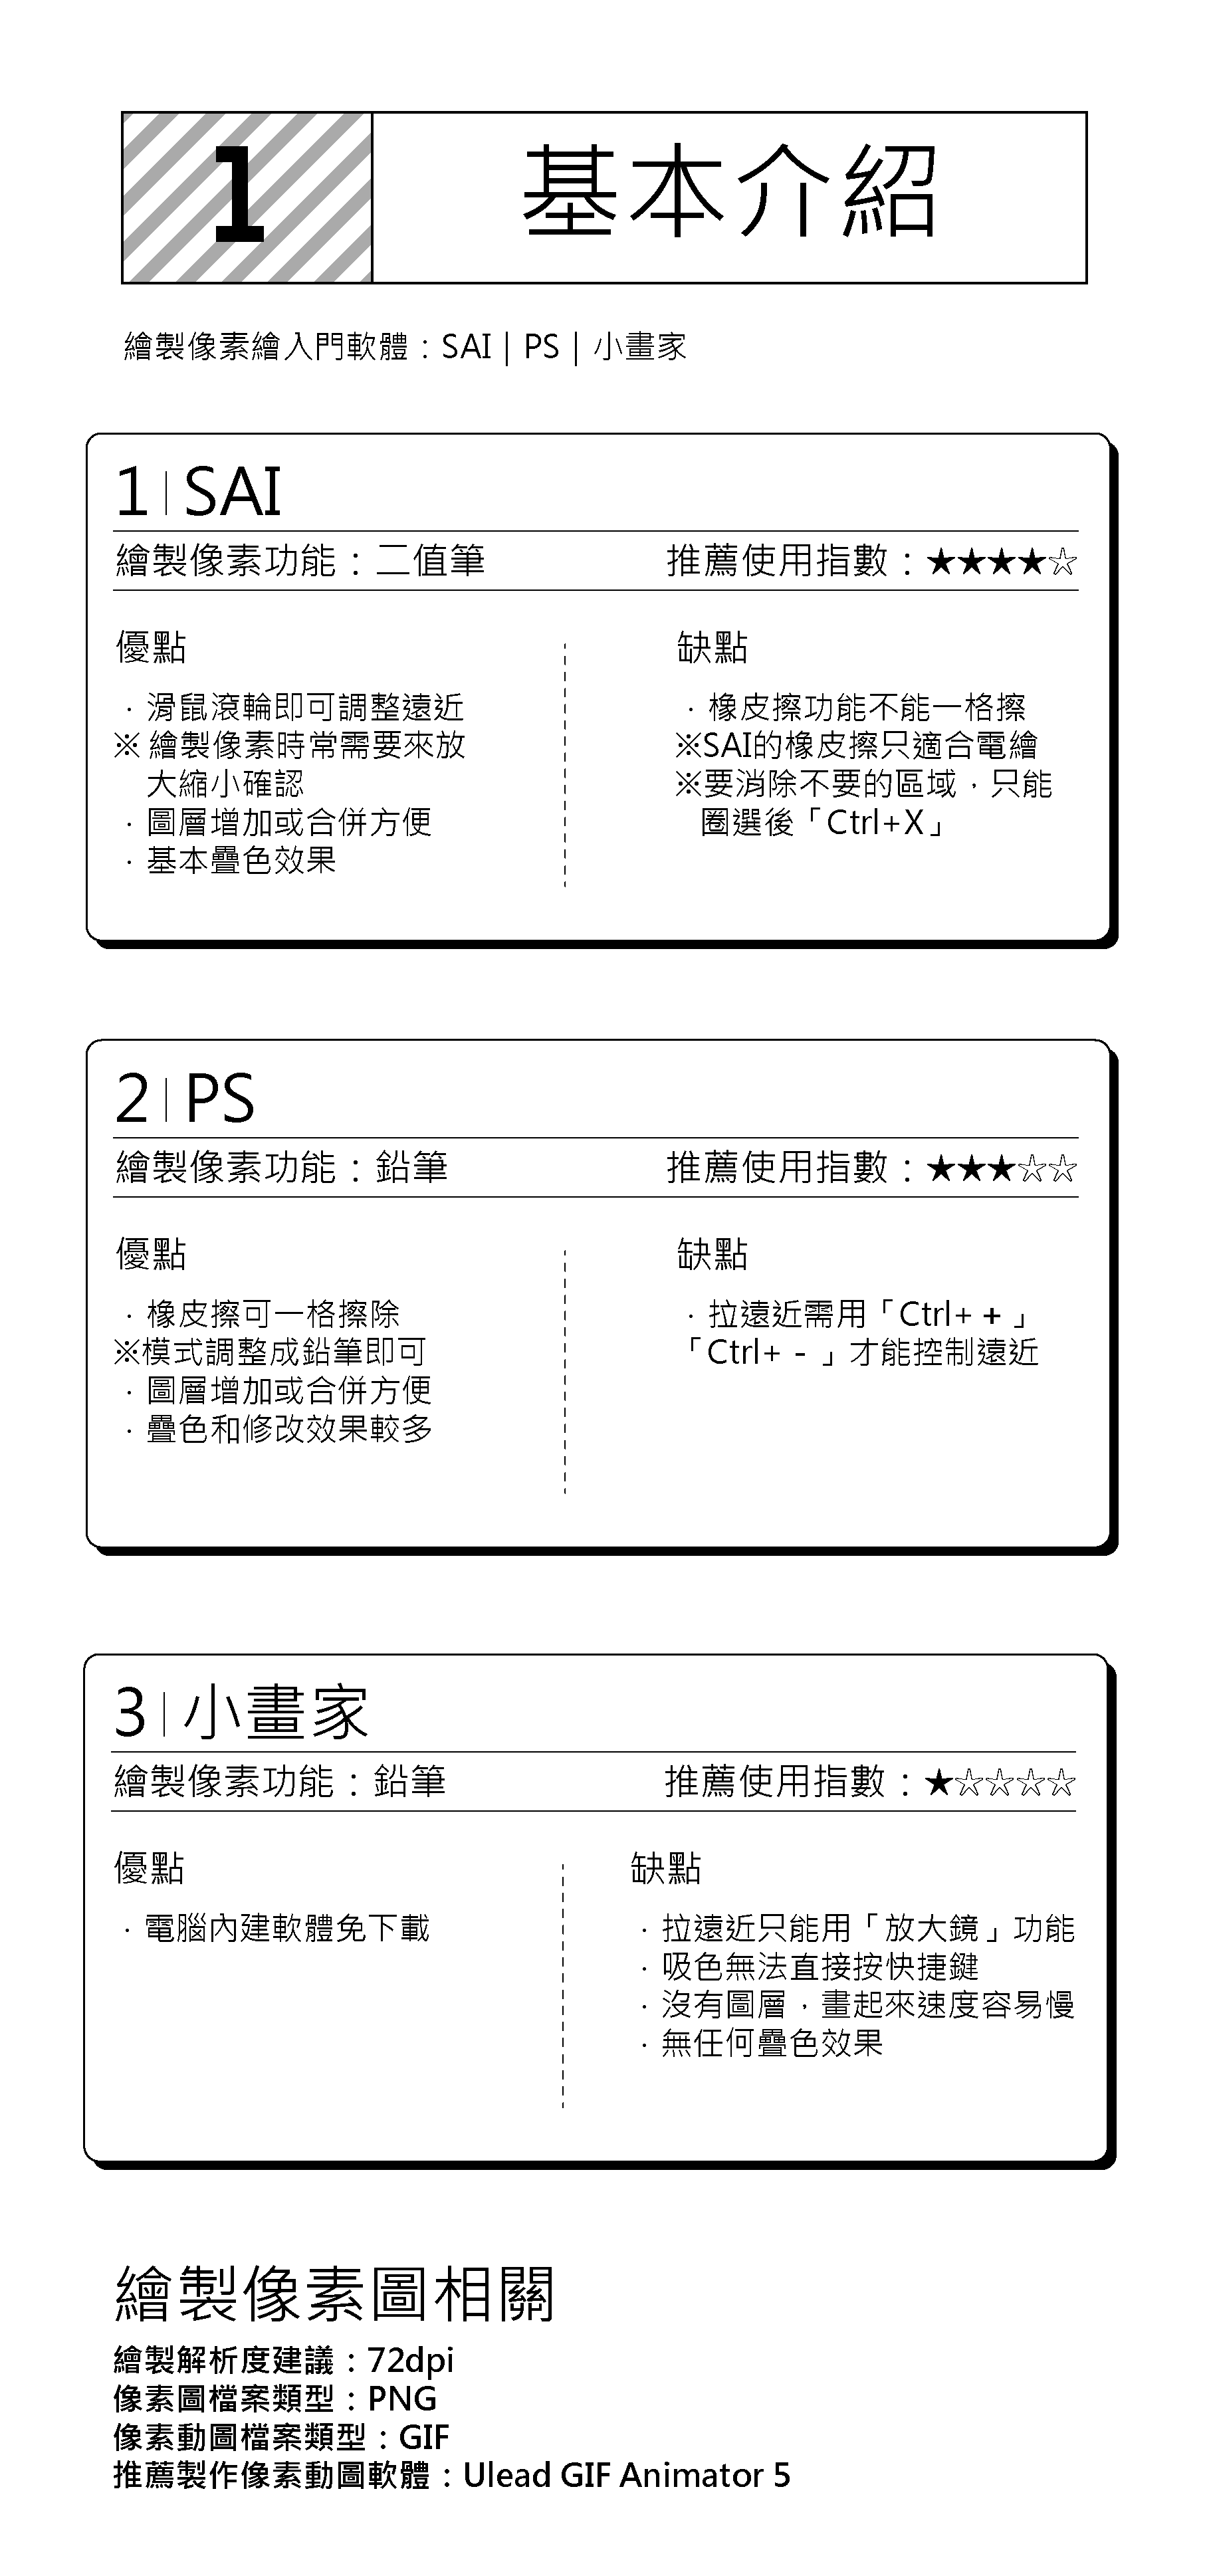 1
基本介紹
繪製像素繪入門軟體：SAI｜PS｜小畫家
1｜SAI
繪製像素功能：二值筆
推薦使用指數：★★★★☆
優點
．滑鼠滾輪即可調整遠近
※ 繪製像素時常需要來放
大縮小確認
．圖層增加或合併方便
．基本疊色效果
缺點
．橡皮擦功能不能一格擦
※SAI的橡皮擦只適合電繪
※要消除不要的區域，只能
圈選後「Ctrl+X」
2｜PS
繪製像素功能：鉛筆
推薦使用指數：★★★☆☆
優點
．橡皮擦可一格擦除
※模式調整成鉛筆即可
．圖層增加或合併方便
．疊色和修改效果較多
缺點
．拉遠近需用「Ctrl+ + 」
「Ctrl+ - 」才能控制遠近
3｜小畫家
繪製像素功能：鉛筆
推薦使用指數：★☆☆☆☆
優點
．電腦內建軟體免下載
缺點
．拉遠近只能用「放大鏡」功能
．吸色無法直接按快捷鍵
．沒有圖層，畫起來速度容易慢
．無任何疊色效果
繪製像素圖相關
繪製解析度建議：72dpi
像素圖檔案類型：PNG
像素動圖檔案類型：GIF
推薦製作像素動圖軟體：Ulead GIF Animator 5